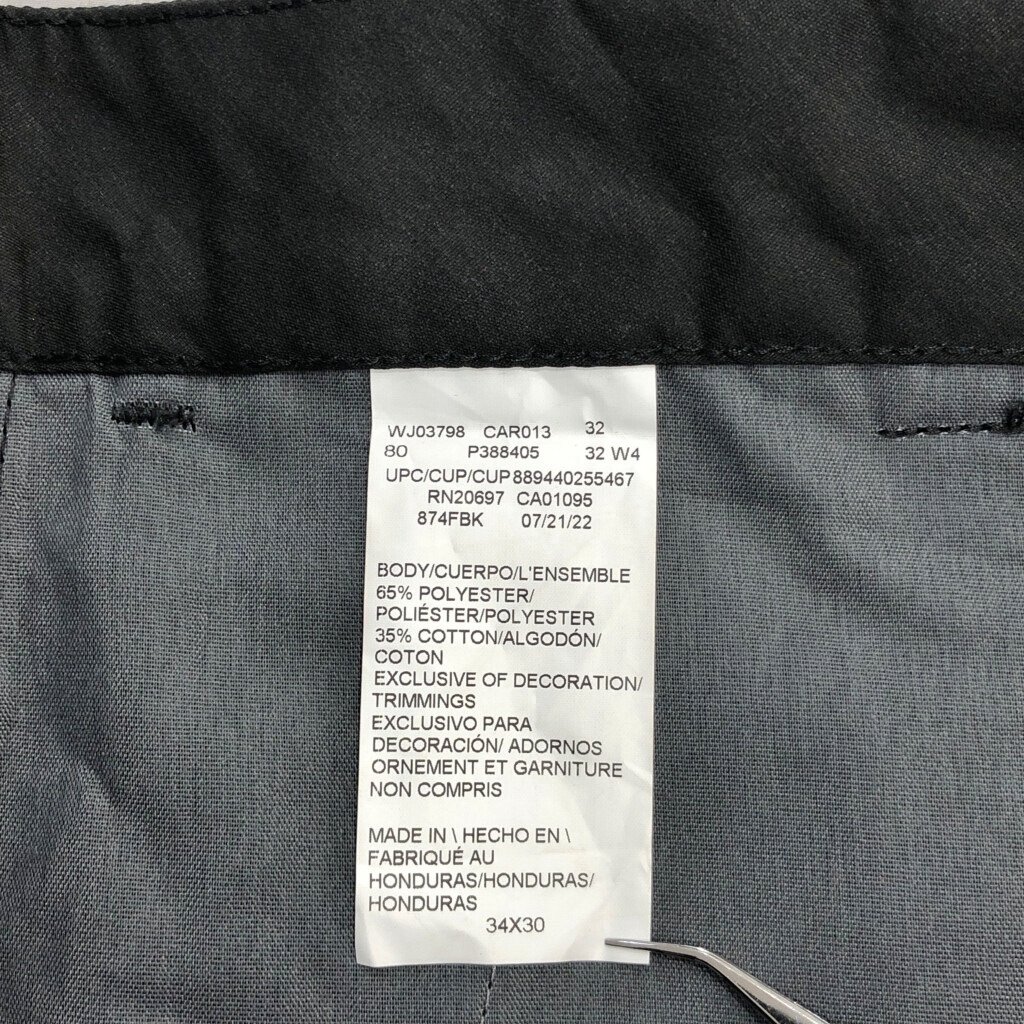 WJ03798 CAR013 32
80 P388405 32 W4
UPC/CUP/CUP889440255467
RN20697 CA01095
874FBK 07/21/22
BODY/CUERPO/L'ENSEMBLE
65% POLYESTER/
POLIÉSTER/POLYESTER
35% COTTON/ALGODÓN/
COTON
EXCLUSIVE OF DECORATION/
TRIMMINGS
EXCLUSIVO PARA
DECORACIÓN/ ADORNOS
ORNEMENT ET GARNITURE
NON COMPRIS
MADE IN \ HECHO EN \
FABRIQUÉ AU
HONDURAS/HONDURAS/
HONDURAS
34X30